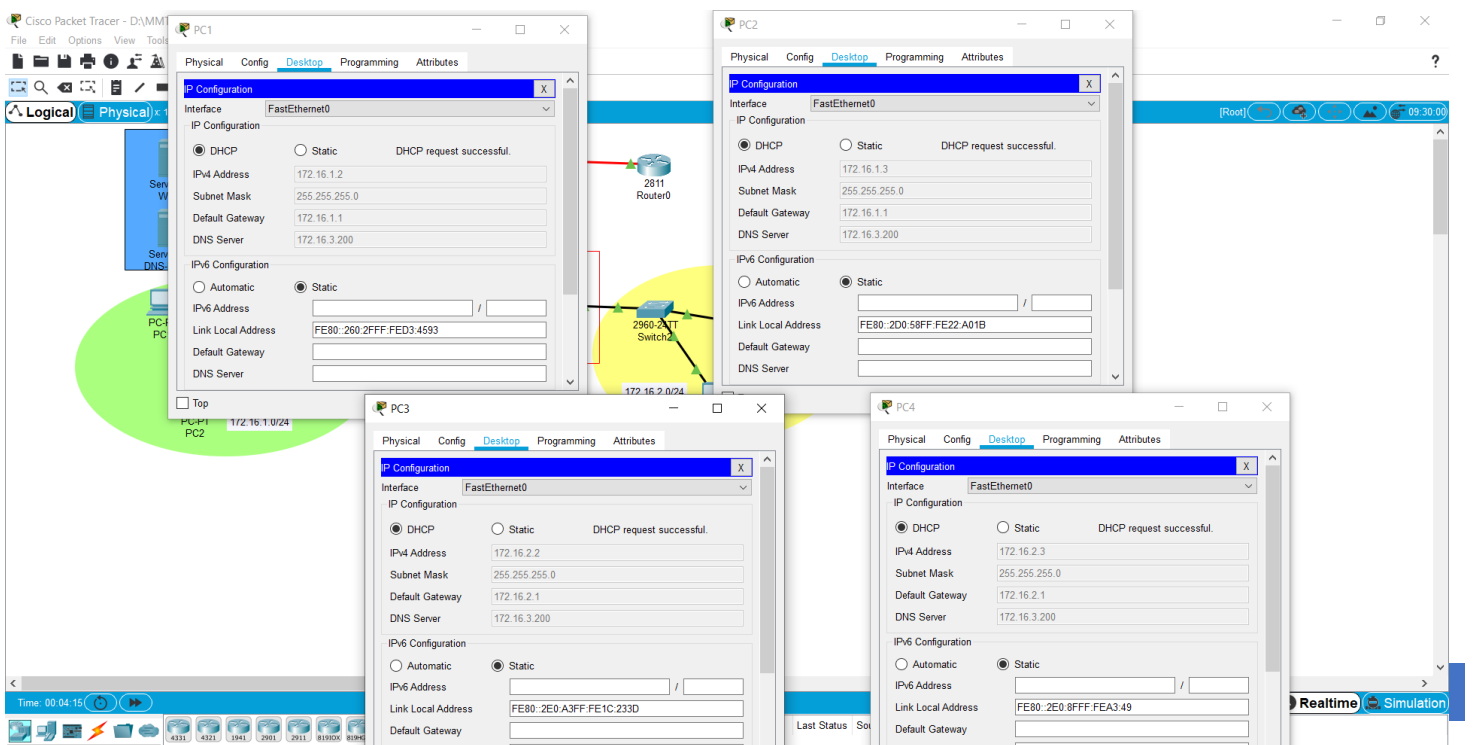 Cisco Packet Tracer - D:\MMT
File Edit Options View Tools
?
Logical Physical x: 1
[Root] 09:30:00
Serv
W
Serv
DNS-
PC-P
PC
PC-PT
PC2
172.16.1.0/24
2811
Router0
2960-24TT
Switch2
172.16.2.0/24
PC1
Physical Config Desktop Programming Attributes
IP Configuration X
Interface FastEthernet0
IP Configuration
DHCP Static DHCP request successful.
IPv4 Address 172.16.1.2
Subnet Mask 255.255.255.0
Default Gateway 172.16.1.1
DNS Server 172.16.3.200
IPv6 Configuration
Automatic Static
IPv6 Address /
Link Local Address FE80::260:2FFF:FED3:4593
Default Gateway
DNS Server
Top
PC2
Physical Config Desktop Programming Attributes
IP Configuration X
Interface FastEthernet0
IP Configuration
DHCP Static DHCP request successful.
IPv4 Address 172.16.1.3
Subnet Mask 255.255.255.0
Default Gateway 172.16.1.1
DNS Server 172.16.3.200
IPv6 Configuration
Automatic Static
IPv6 Address /
Link Local Address FE80::2D0:58FF:FE22:A01B
Default Gateway
DNS Server
PC3
Physical Config Desktop Programming Attributes
IP Configuration X
Interface FastEthernet0
IP Configuration
DHCP Static DHCP request successful.
IPv4 Address 172.16.2.2
Subnet Mask 255.255.255.0
Default Gateway 172.16.2.1
DNS Server 172.16.3.200
IPv6 Configuration
Automatic Static
IPv6 Address /
Link Local Address FE80::2E0:A3FF:FE1C:233D
Default Gateway
PC4
Physical Config Desktop Programming Attributes
IP Configuration X
Interface FastEthernet0
IP Configuration
DHCP Static DHCP request successful.
IPv4 Address 172.16.2.3
Subnet Mask 255.255.255.0
Default Gateway 172.16.2.1
DNS Server 172.16.3.200
IPv6 Configuration
Automatic Static
IPv6 Address /
Link Local Address FE80::2E0:8FFF:FEA3:49
Default Gateway
Time: 00:04:15
Realtime Simulation
4331 4321 1941 2901 2911 819IOX 819HG
Last Status Sou